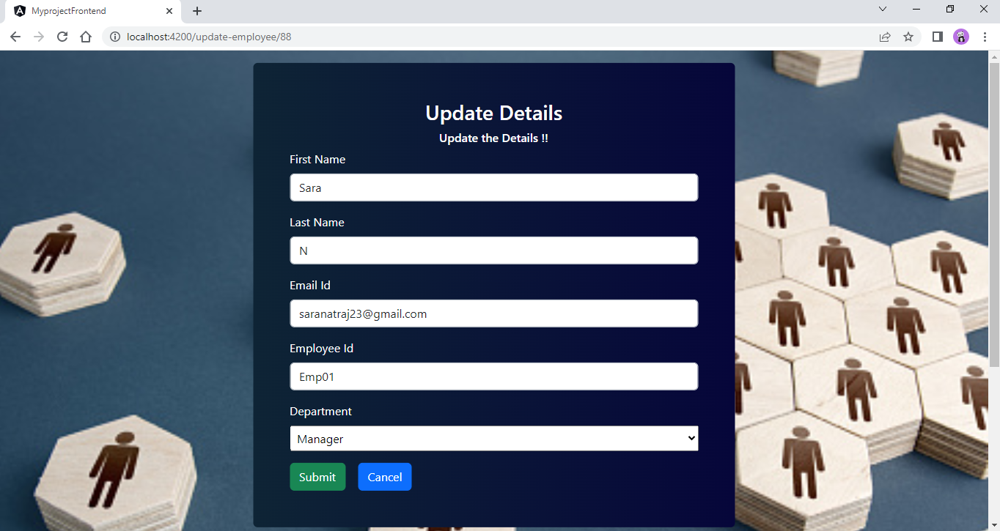 MyprojectFrontend
localhost:4200/update-employee/88
Update Details
Update the Details !!
First Name
Sara
Last Name
N
Email Id
saranatraj23@gmail.com
Employee Id
Emp01
Department
Manager
Submit Cancel